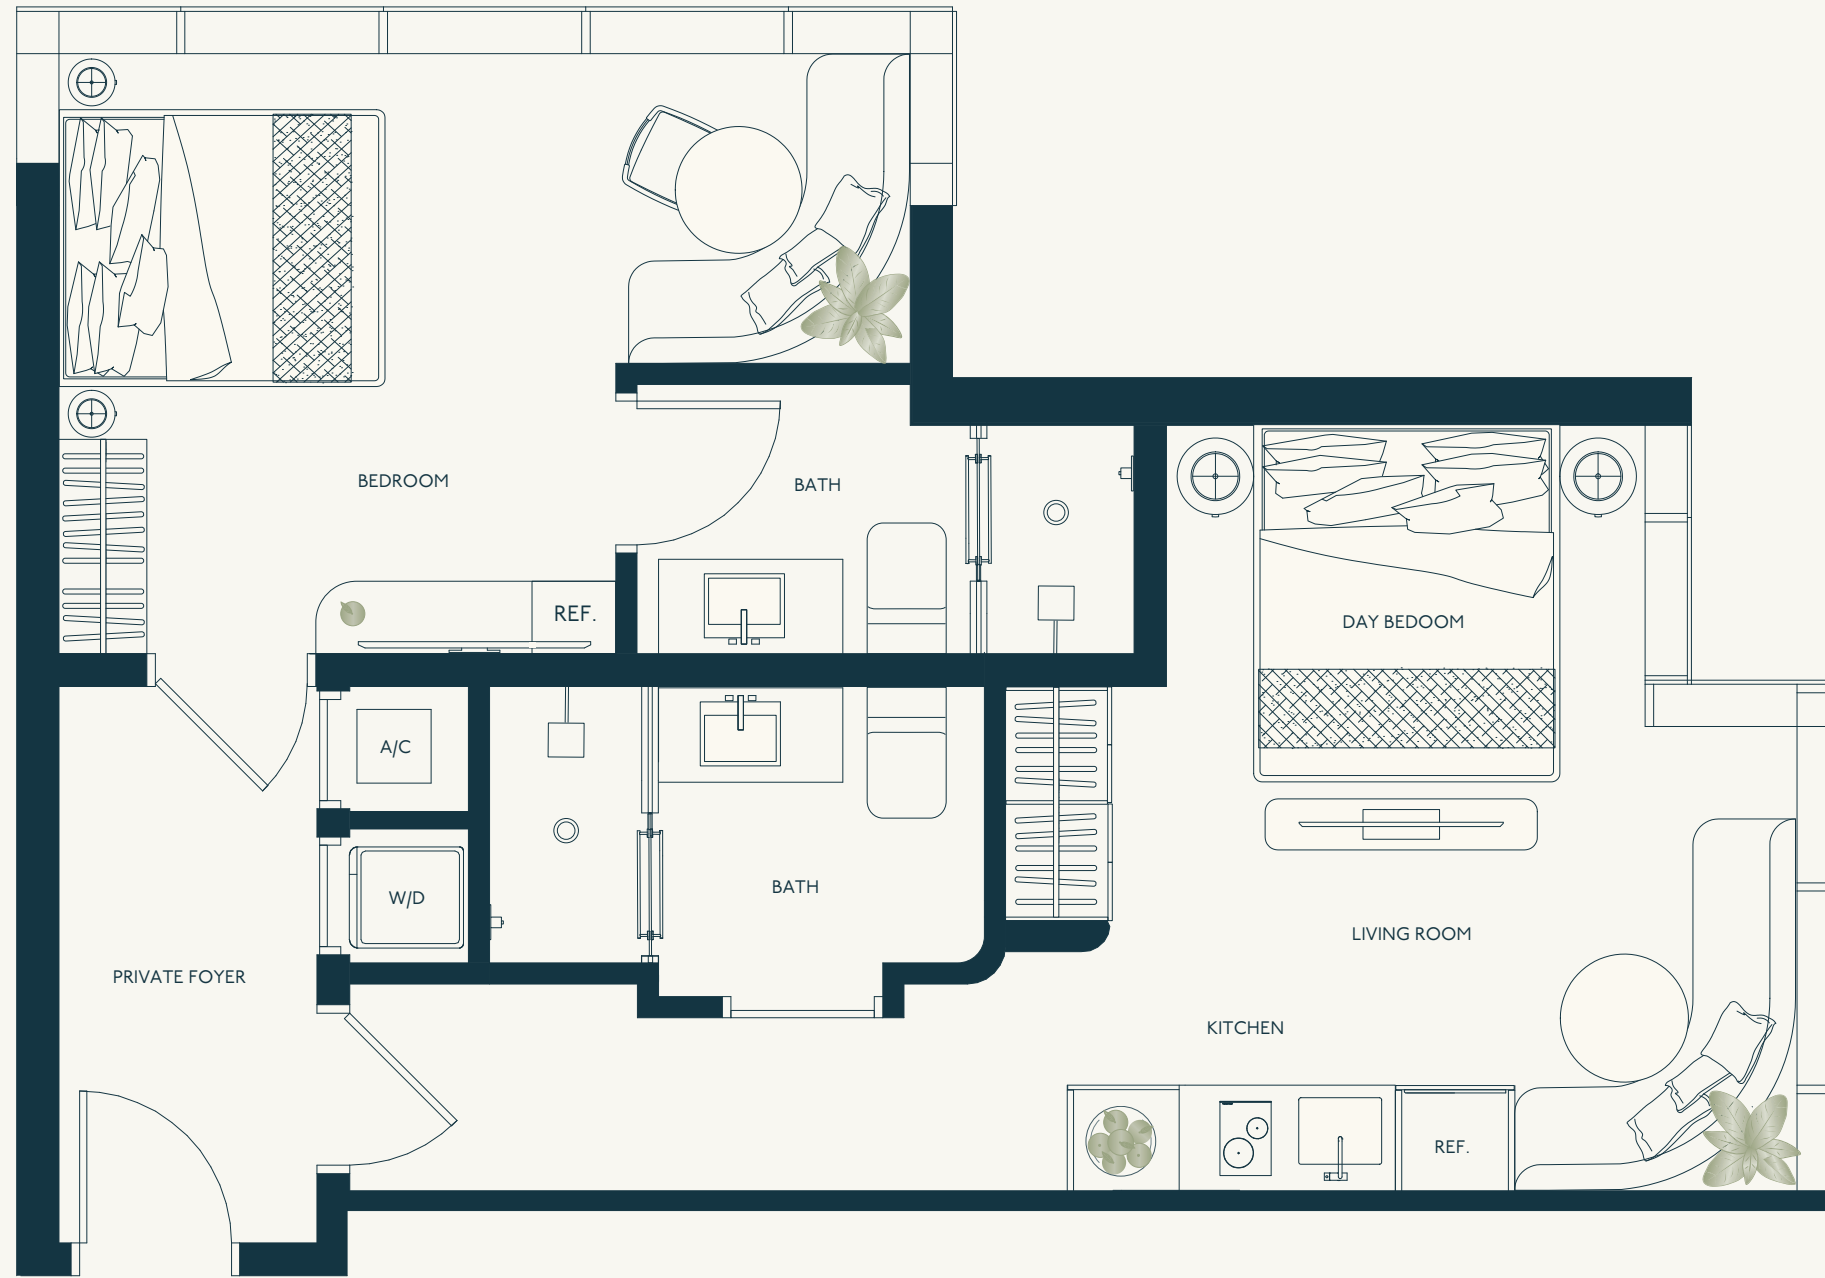 BEDROOM
BATH
REF.
DAY BEDOOM
A/C
BATH
W/D
LIVING ROOM
PRIVATE FOYER
KITCHEN
REF.